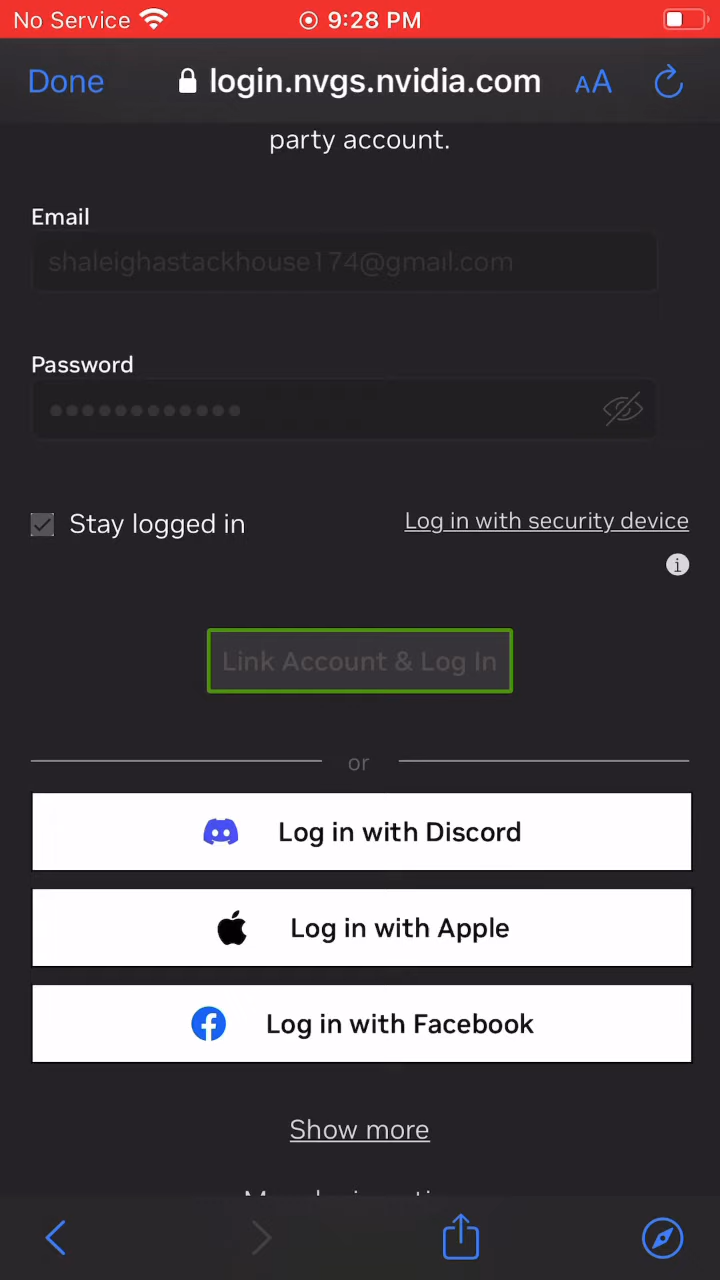 No Service 9:28 PM
Done login.nvgs.nvidia.com AA
party account.
Email
shaleighastackhouse174@gmail.com
Password
Stay logged in Log in with security device
Link Account & Log In
or
Log in with Discord
Log in with Apple
Log in with Facebook
Show more